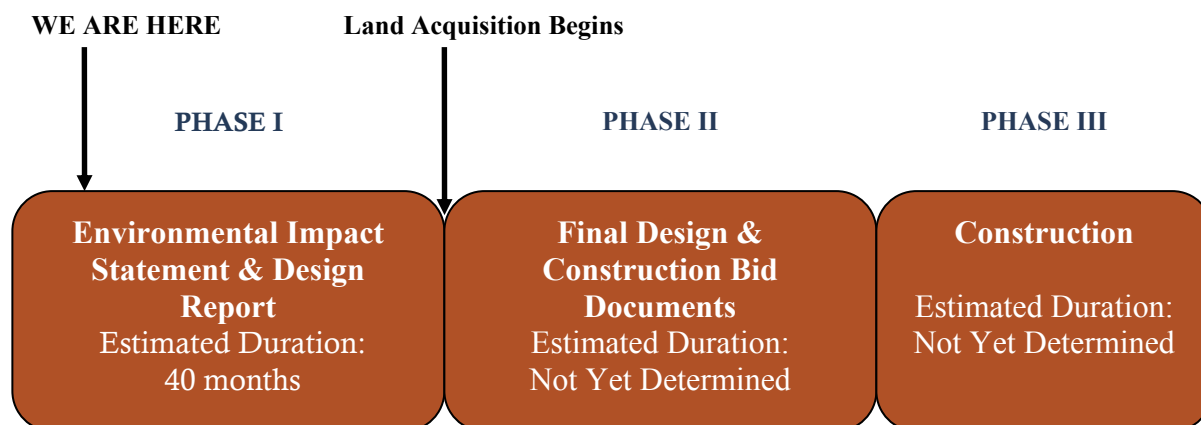 WE ARE HERE
Land Acquisition Begins
PHASE I
PHASE II
PHASE III
Environmental Impact
Statement & Design
Report
Estimated Duration:
40 months
Final Design &
Construction Bid
Documents
Estimated Duration:
Not Yet Determined
Construction
Estimated Duration:
Not Yet Determined